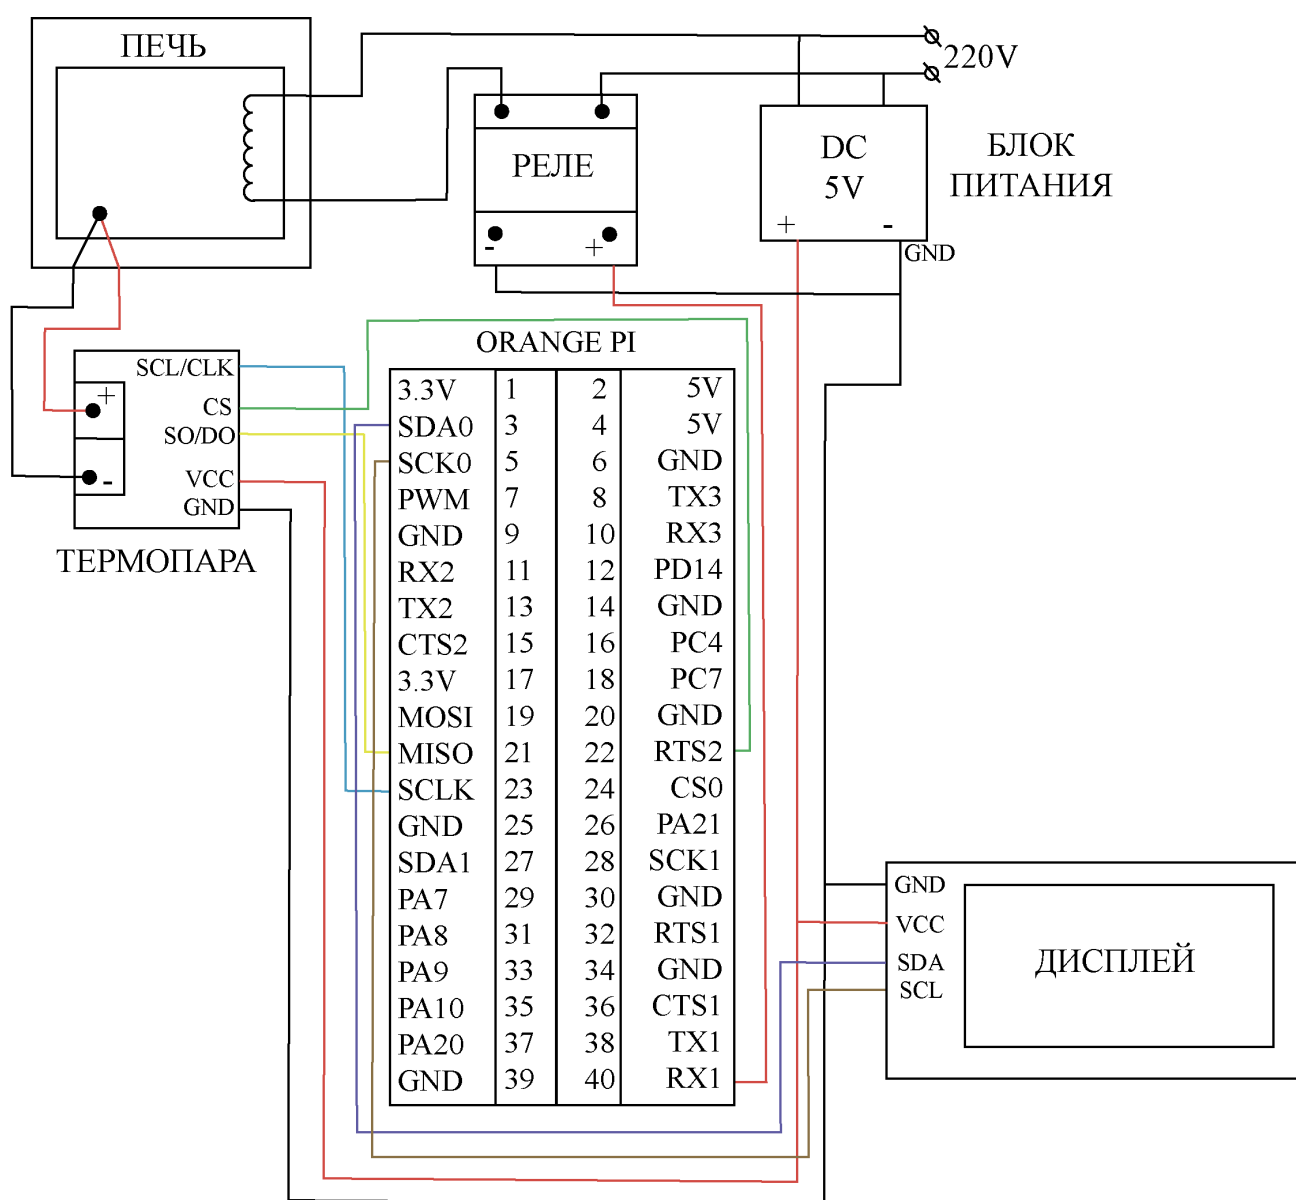 ПЕЧЬ
220V
РЕЛЕ
- +
DC
5V
+ -
GND
БЛОК
ПИТАНИЯ
SCL/CLK
CS
SO/DO
VCC
GND
+
-
ТЕРМОПАРА
ORANGE PI
3.3V 1 2 5V
SDA0 3 4 5V
SCK0 5 6 GND
PWM 7 8 TX3
GND 9 10 RX3
RX2 11 12 PD14
TX2 13 14 GND
CTS2 15 16 PC4
3.3V 17 18 PC7
MOSI 19 20 GND
MISO 21 22 RTS2
SCLK 23 24 CS0
GND 25 26 PA21
SDA1 27 28 SCK1
PA7 29 30 GND
PA8 31 32 RTS1
PA9 33 34 GND
PA10 35 36 CTS1
PA20 37 38 TX1
GND 39 40 RX1
GND
VCC
SDA
SCL
ДИСПЛЕЙ